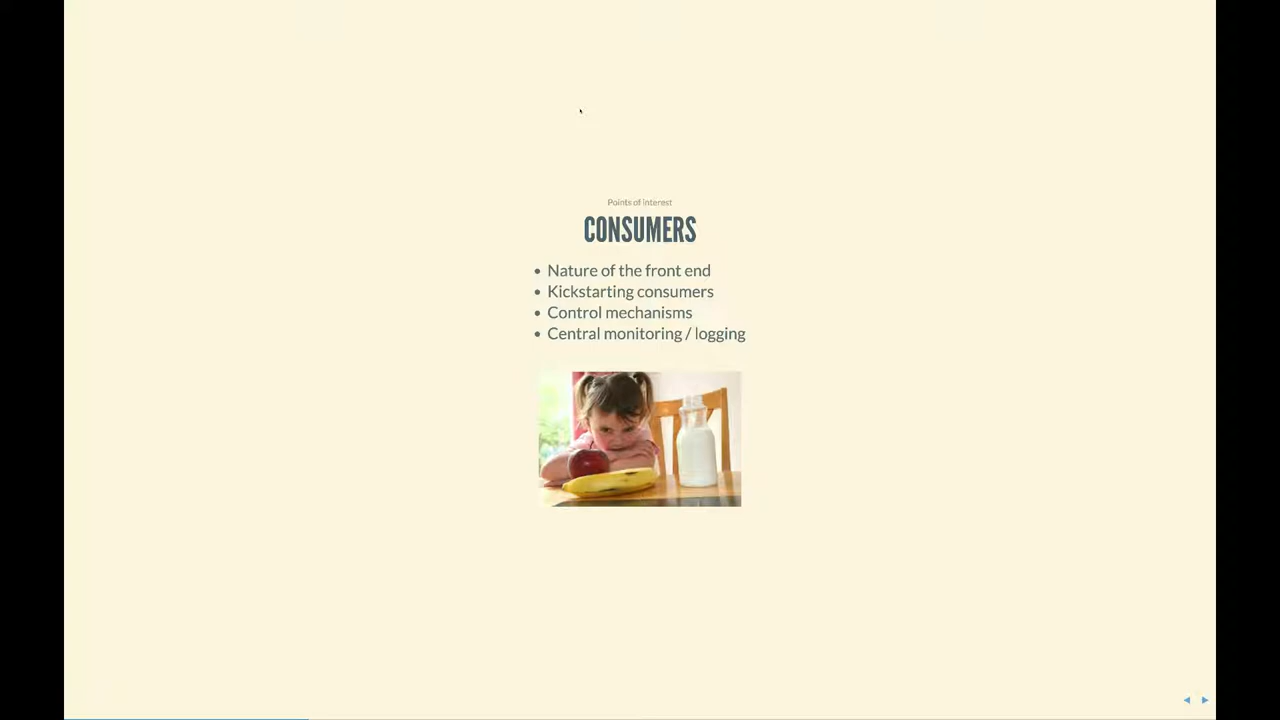 Points of interest
CONSUMERS
Nature of the front end
Kickstarting consumers
Control mechanisms
Central monitoring / logging